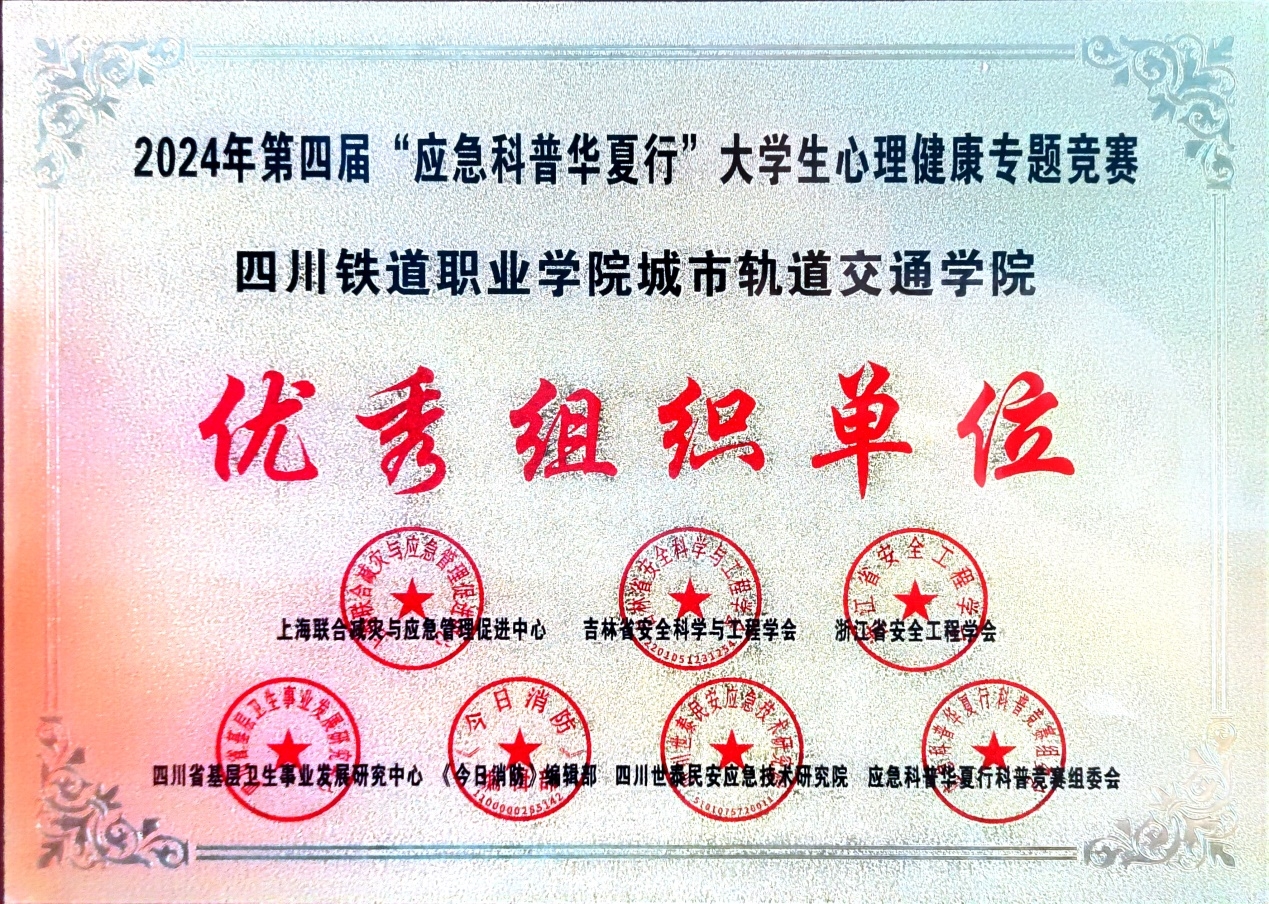 2024年第四届“应急科普华夏行”大学生心理健康专题竞赛
四川铁道职业学院城市轨道交通学院
优秀组织单位
上海联合减灾与应急管理促进中心 吉林省安全科学与工程学会 浙江省安全工程学会
四川省基层卫生事业发展研究中心 《今日消防》编辑部 四川世泰民安应急技术研究院 应急科普华夏行科普竞赛组委会